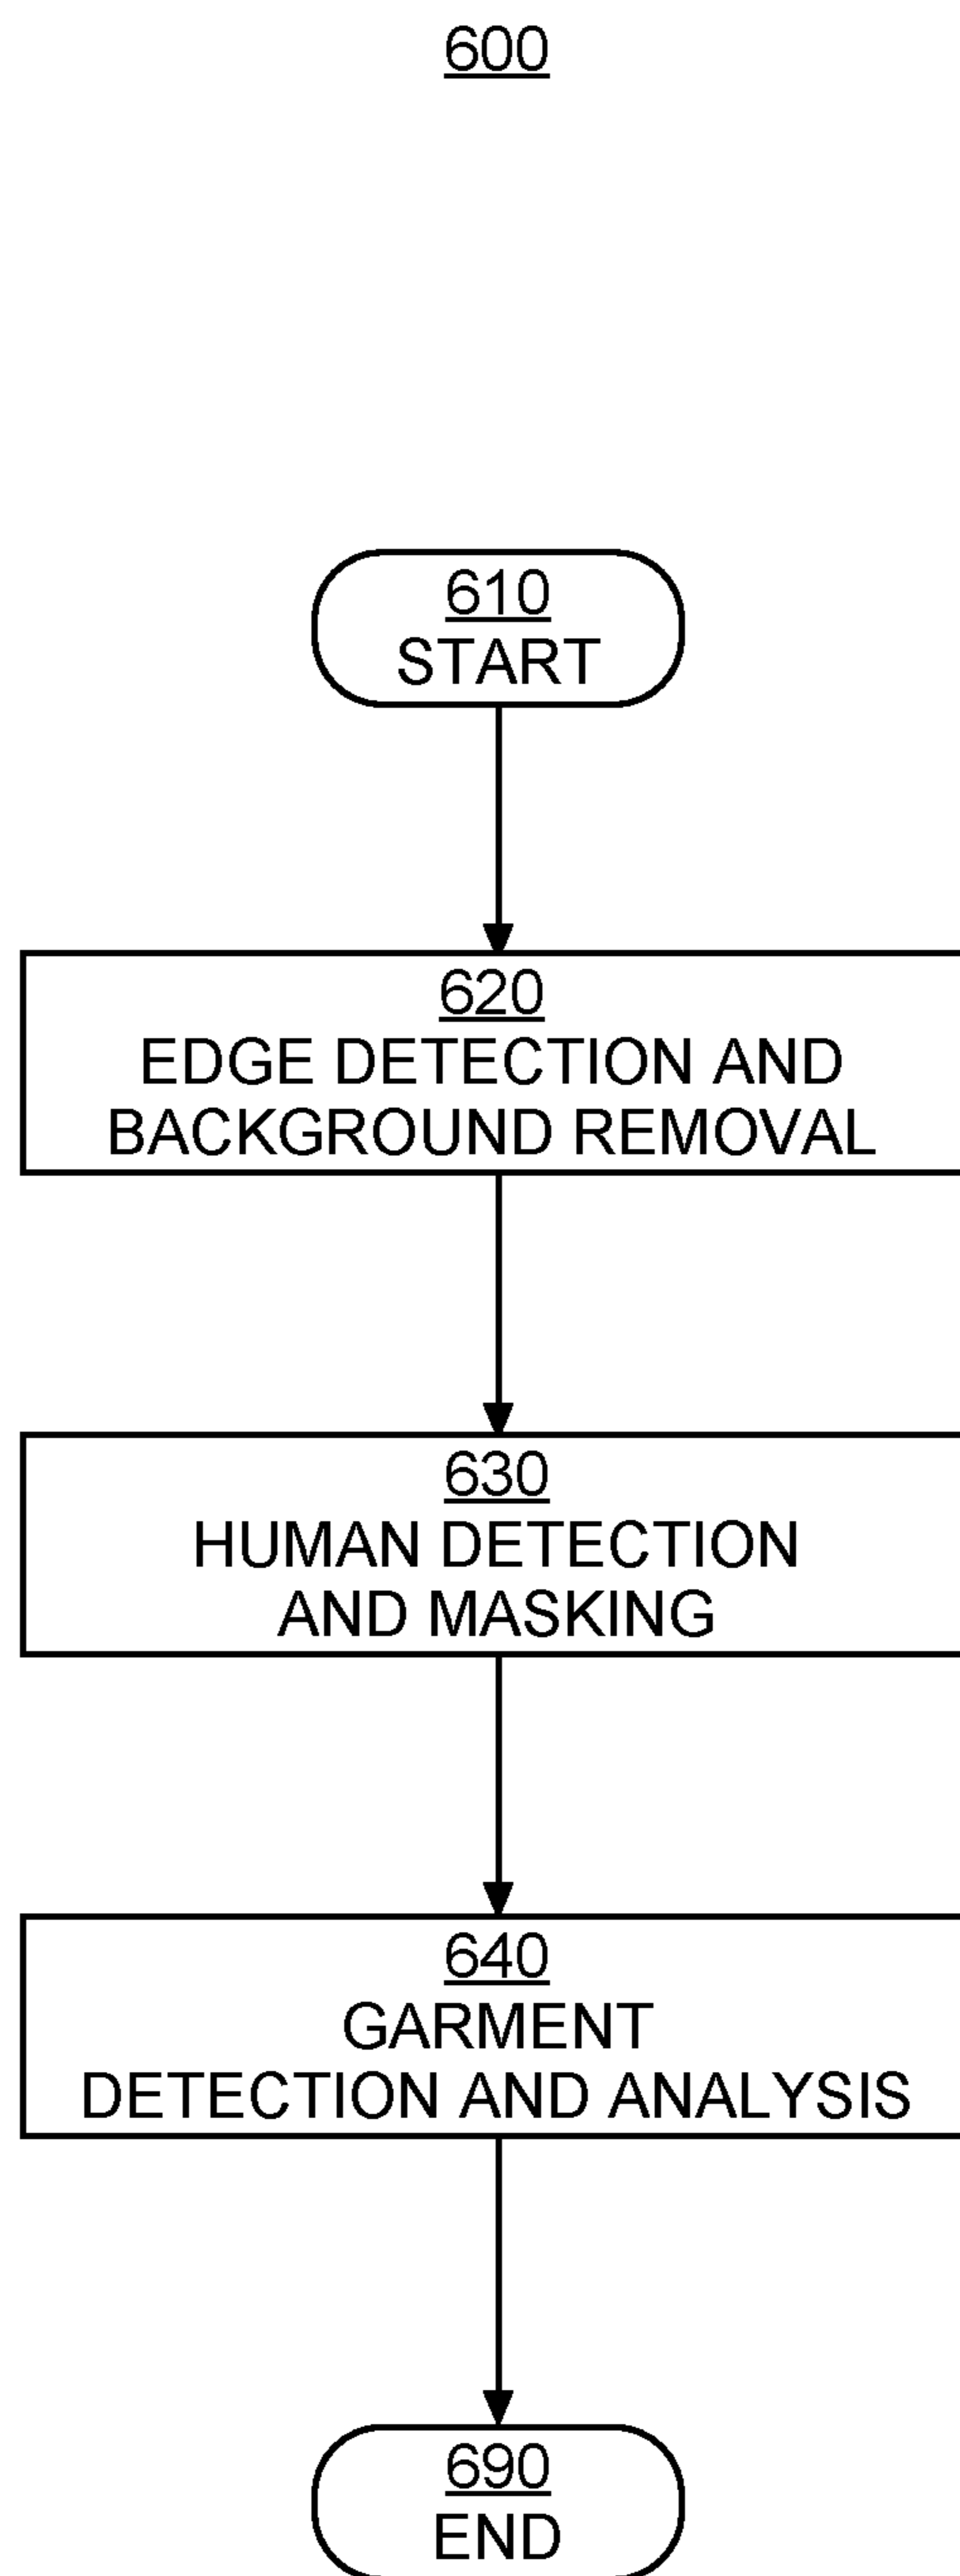 600
610
START
620
EDGE DETECTION AND
BACKGROUND REMOVAL
630
HUMAN DETECTION
AND MASKING
640
GARMENT
DETECTION AND ANALYSIS
690
END